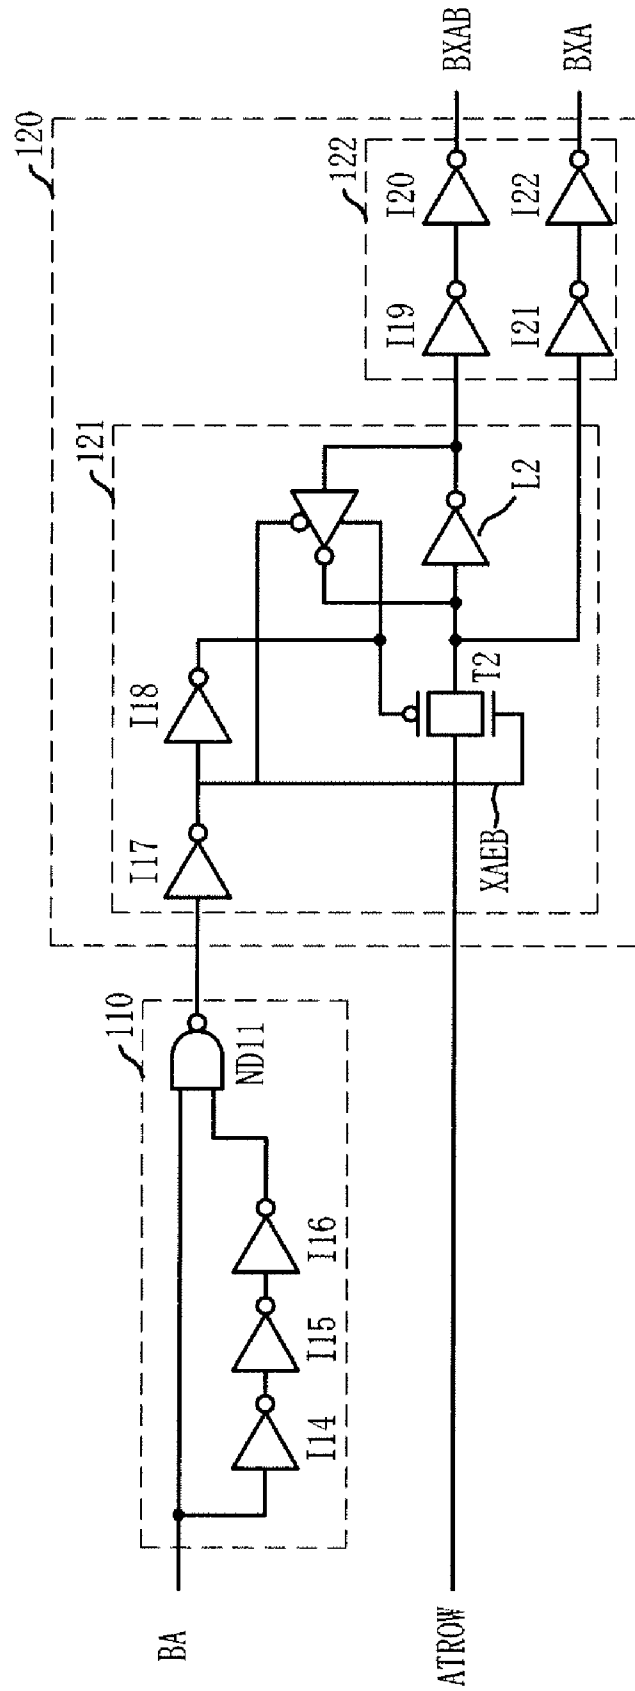 120
122
BXAB
BXA
I20
I22
I19
I21
121
L2
I18
T2
I17
XAEB
110
ND11
I16
I15
I14
BA
ATROW